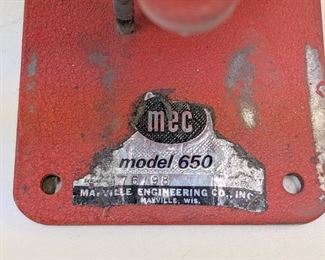 mec
model 650
MAYVILLE ENGINEERING CO., INC.
MAYVILLE, WIS.